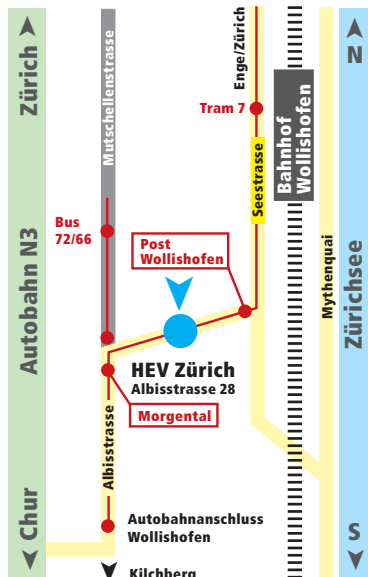 Zürich
Mutschellenstrasse
Enge/Zürich
N
Tram 7
Bahnhof
Wollishofen
Seestrasse
Bus
72/66
Post
Wollishofen
Autobahn N3
Mythenquai
Zürichsee
HEV Zürich
Albisstrasse 28
Morgental
Albisstrasse
Chur
Autobahnanschluss
Wollishofen
S
Kilchberg